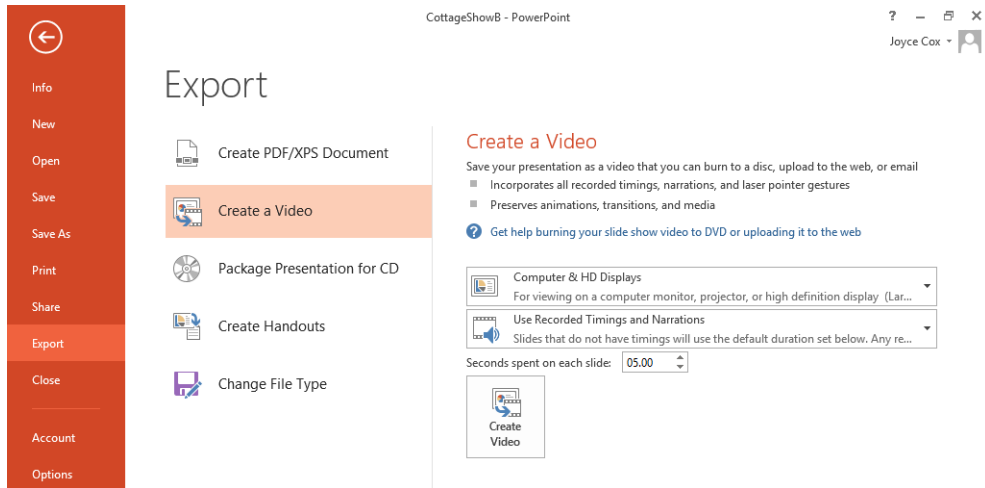 CottageShowB - PowerPoint
?
Joyce Cox
Info
New
Open
Save
Save As
Print
Share
Export
Close
Account
Options
Export
Create PDF/XPS Document
Create a Video
Package Presentation for CD
Create Handouts
Change File Type
Create a Video
Save your presentation as a video that you can burn to a disc, upload to the web, or email
Incorporates all recorded timings, narrations, and laser pointer gestures
Preserves animations, transitions, and media
? Get help burning your slide show video to DVD or uploading it to the web
Computer & HD Displays
For viewing on a computer monitor, projector, or high definition display (Lar...
Use Recorded Timings and Narrations
Slides that do not have timings will use the default duration set below. Any re...
Seconds spent on each slide: 05.00
Create
Video